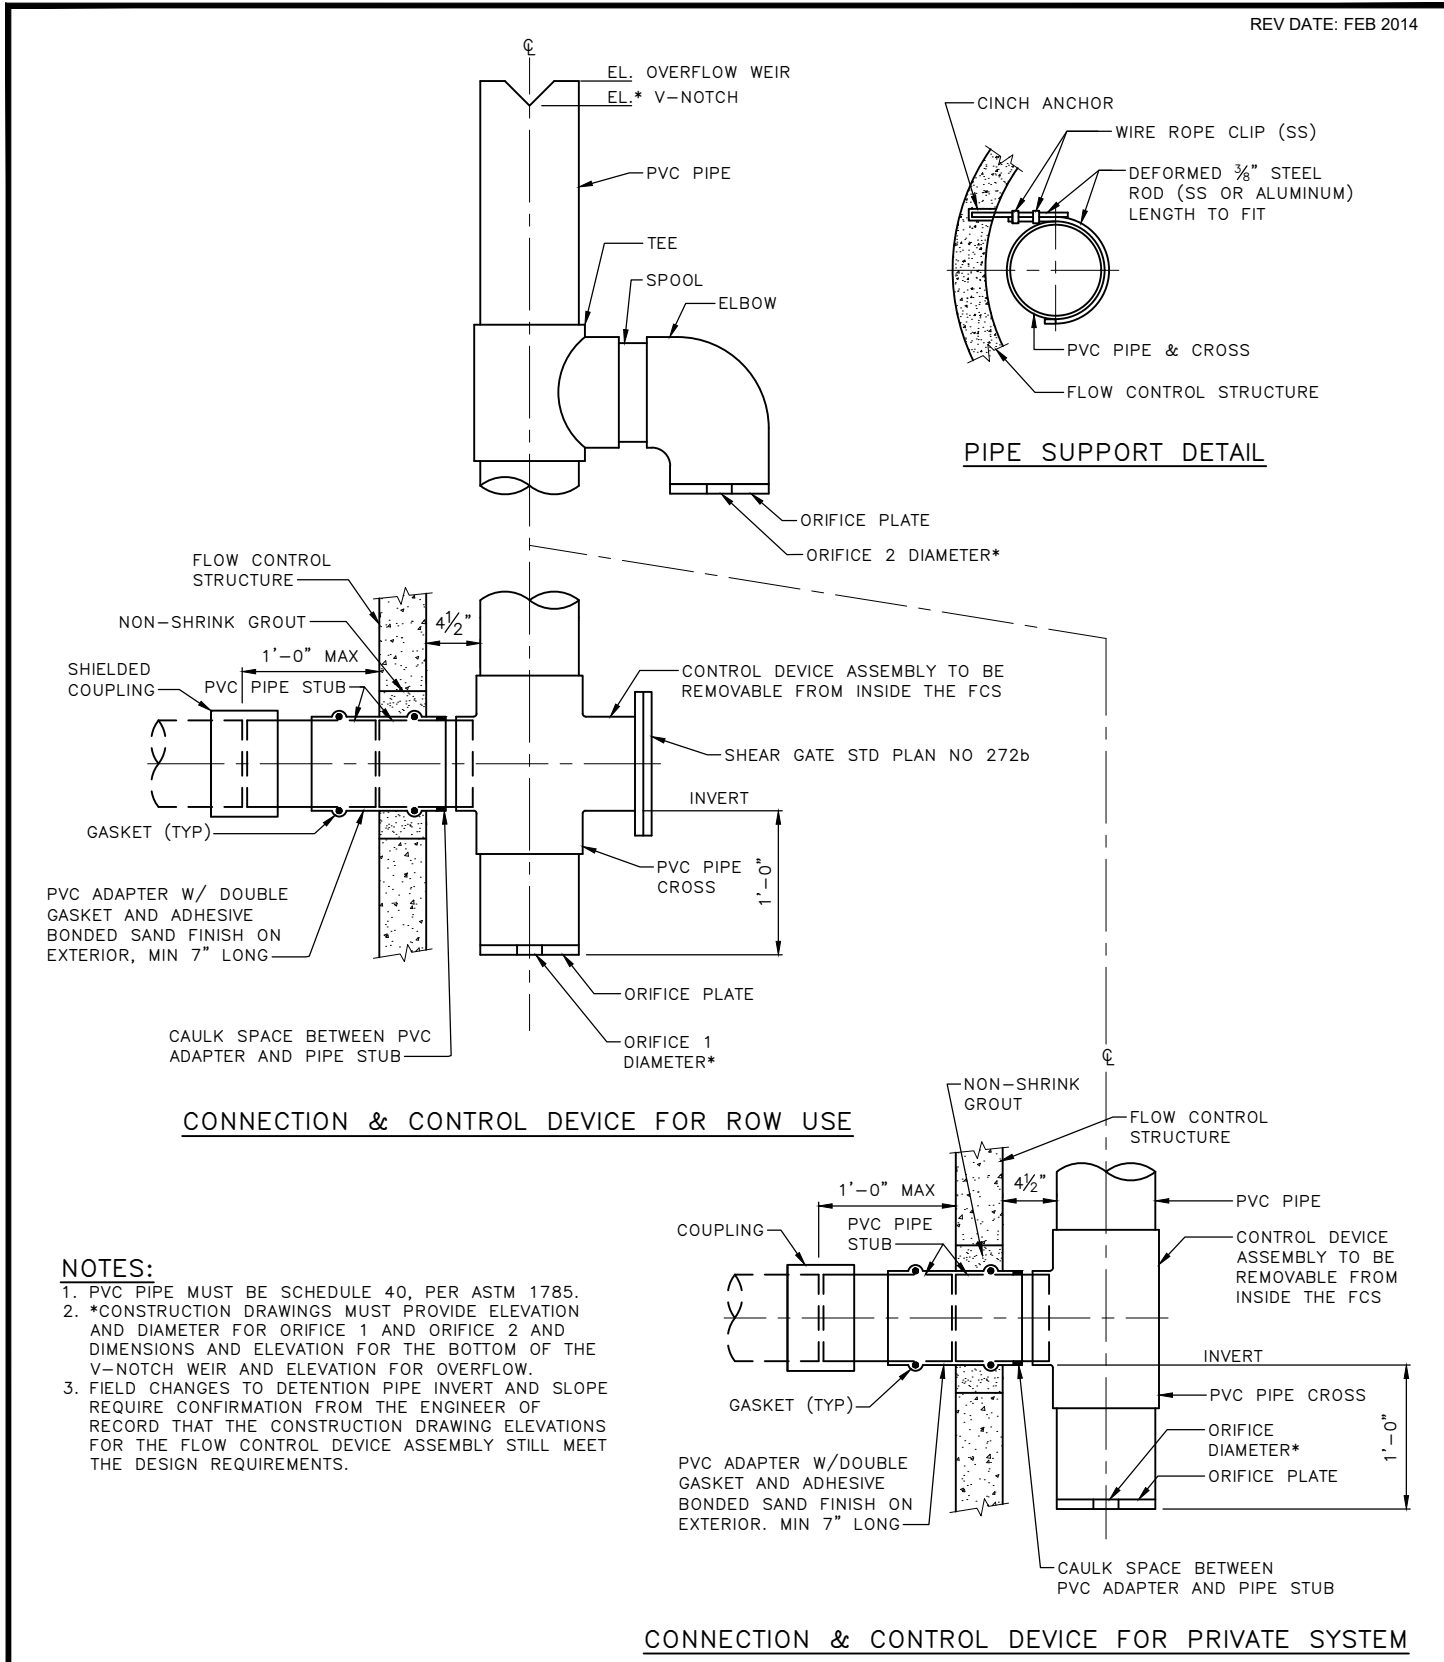 REV DATE: FEB 2014
℄
EL. OVERFLOW WEIR
EL.* V-NOTCH
PVC PIPE
TEE
SPOOL
ELBOW
ORIFICE PLATE
ORIFICE 2 DIAMETER*
CINCH ANCHOR
WIRE ROPE CLIP (SS)
DEFORMED ⅜" STEEL
ROD (SS OR ALUMINUM)
LENGTH TO FIT
PVC PIPE & CROSS
FLOW CONTROL STRUCTURE
PIPE SUPPORT DETAIL
FLOW CONTROL
STRUCTURE
NON-SHRINK GROUT
4½"
1'-0" MAX
SHIELDED
COUPLING
PVC PIPE STUB
CONTROL DEVICE ASSEMBLY TO BE
REMOVABLE FROM INSIDE THE FCS
SHEAR GATE STD PLAN NO 272b
INVERT
GASKET (TYP)
PVC PIPE
CROSS
1'-0"
PVC ADAPTER W/ DOUBLE
GASKET AND ADHESIVE
BONDED SAND FINISH ON
EXTERIOR, MIN 7" LONG
ORIFICE PLATE
CAULK SPACE BETWEEN PVC
ADAPTER AND PIPE STUB
ORIFICE 1
DIAMETER*
CONNECTION & CONTROL DEVICE FOR ROW USE
℄
NON-SHRINK
GROUT
FLOW CONTROL
STRUCTURE
1'-0" MAX
4½"
PVC PIPE
COUPLING
PVC PIPE
STUB
CONTROL DEVICE
ASSEMBLY TO BE
REMOVABLE FROM
INSIDE THE FCS
INVERT
GASKET (TYP)
PVC PIPE CROSS
ORIFICE
DIAMETER*
ORIFICE PLATE
1'-0"
PVC ADAPTER W/DOUBLE
GASKET AND ADHESIVE
BONDED SAND FINISH ON
EXTERIOR. MIN 7" LONG
CAULK SPACE BETWEEN
PVC ADAPTER AND PIPE STUB
CONNECTION & CONTROL DEVICE FOR PRIVATE SYSTEM
NOTES:
1. PVC PIPE MUST BE SCHEDULE 40, PER ASTM 1785.
2. *CONSTRUCTION DRAWINGS MUST PROVIDE ELEVATION
AND DIAMETER FOR ORIFICE 1 AND ORIFICE 2 AND
DIMENSIONS AND ELEVATION FOR THE BOTTOM OF THE
V-NOTCH WEIR AND ELEVATION FOR OVERFLOW.
3. FIELD CHANGES TO DETENTION PIPE INVERT AND SLOPE
REQUIRE CONFIRMATION FROM THE ENGINEER OF
RECORD THAT THE CONSTRUCTION DRAWING ELEVATIONS
FOR THE FLOW CONTROL DEVICE ASSEMBLY STILL MEET
THE DESIGN REQUIREMENTS.